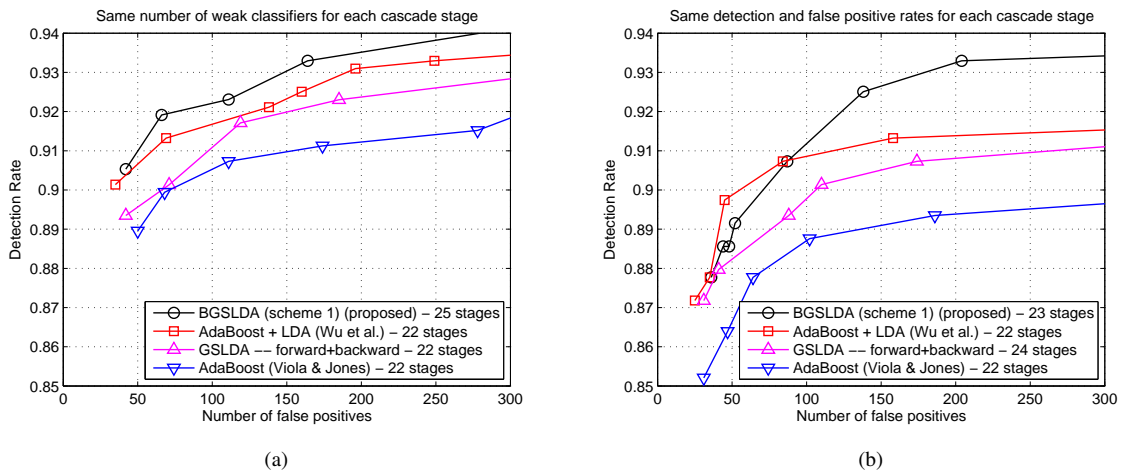 Same number of weak classifiers for each cascade stage
0.94
0.93
0.92
0.91
0.9
0.89
0.88
0.87
0.86
0.85
Detection Rate
BGSLDA (scheme 1) (proposed) − 25 stages
AdaBoost + LDA (Wu et al.) − 22 stages
GSLDA −− forward+backward − 22 stages
AdaBoost (Viola & Jones) − 22 stages
0 50 100 150 200 250 300
Number of false positives
(a)
Same detection and false positive rates for each cascade stage
0.94
0.93
0.92
0.91
0.9
0.89
0.88
0.87
0.86
0.85
Detection Rate
BGSLDA (scheme 1) (proposed) − 23 stages
AdaBoost + LDA (Wu et al.) − 22 stages
GSLDA −− forward+backward − 24 stages
AdaBoost (Viola & Jones) − 22 stages
0 50 100 150 200 250 300
Number of false positives
(b)